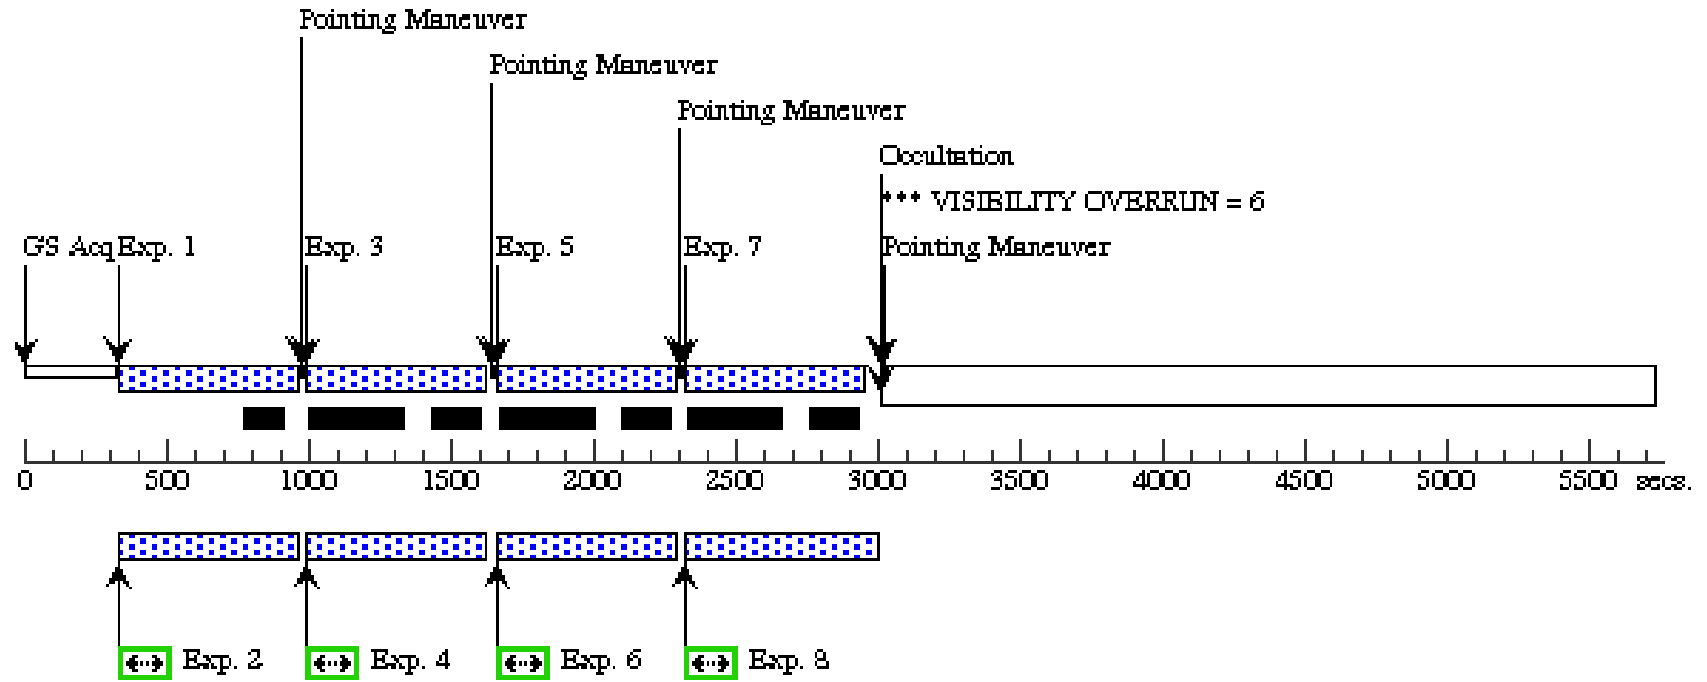 Pointing Maneuver
Pointing Maneuver
Pointing Maneuver
Occultation
*** VISIBILITY OVERRUN = 6
GS Acq Exp. 1 Exp. 3 Exp. 5 Exp. 7 Pointing Maneuver
0 500 1000 1500 2000 2500 3000 3500 4000 4500 5000 5500 secs.
Exp. 2 Exp. 4 Exp. 6 Exp. 8